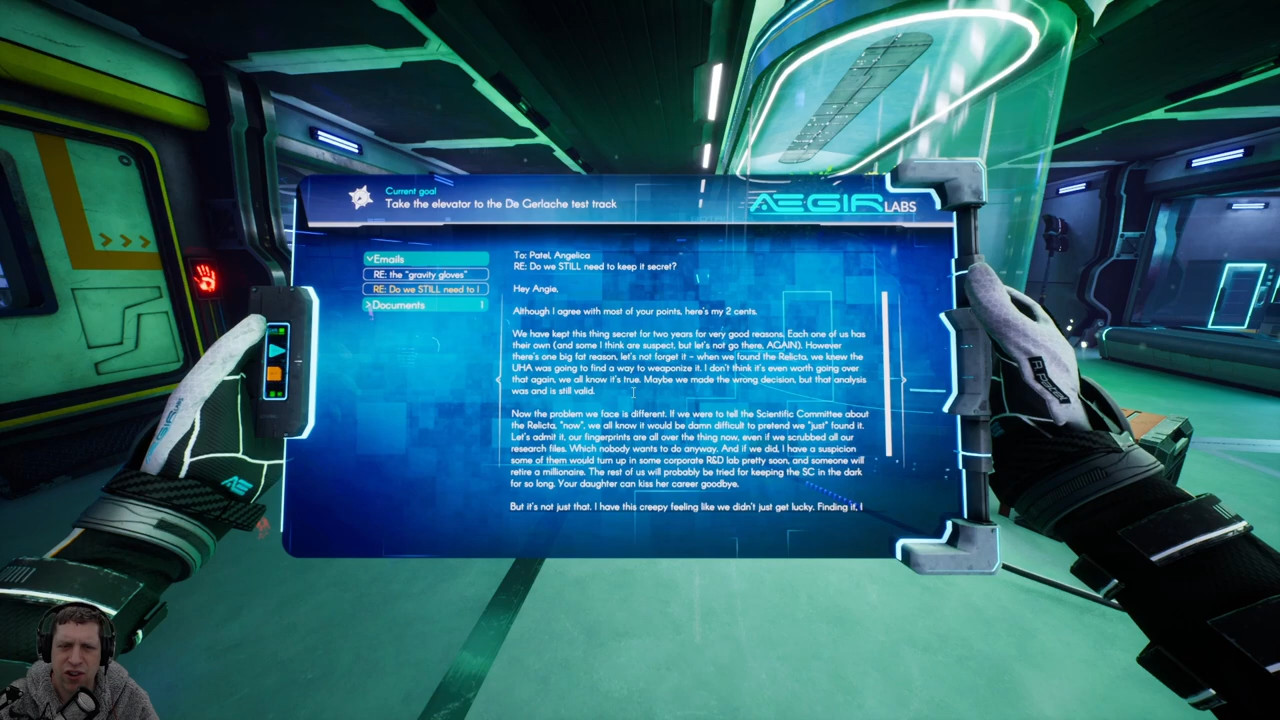 Current goal
Take the elevator to the De Gerlache test track
AEGIR LABS
Emails
RE: the "gravity gloves"
RE: Do we STILL need to l
Documents 1
To: Patel, Angelica
RE: Do we STILL need to keep it secret?
Hey Angie,
Although I agree with most of your points, here's my 2 cents.
We have kept this thing secret for two years for very good reasons. Each one of us has
their own (and some I think are suspect, but let's not go there, AGAIN). However
there's one big fat reason, let's not forget it - when we found the Relicta, we knew the
UHA was going to find a way to weaponize it. I don't think it's even worth going over
that again, we all know it's true. Maybe we made the wrong decision, but that analysis
was and is still valid.
Now the problem we face is different. If we were to tell the Scientific Committee about
the Relicta, "now", we all know it would be damn difficult to pretend we "just" found it.
Let's admit it, our fingerprints are all over the thing now, even if we scrubbed all our
research files. Which nobody wants to do anyway. And if we did, I have a suspicion
some of them would turn up in some corporate R&D lab pretty soon, and someone will
retire a millionaire. The rest of us will probably be tried for keeping the SC in the dark
for so long. Your daughter can kiss her career goodbye.
But it's not just that. I have this creepy feeling like we didn't just get lucky. Finding it, I
A. Patel
AE